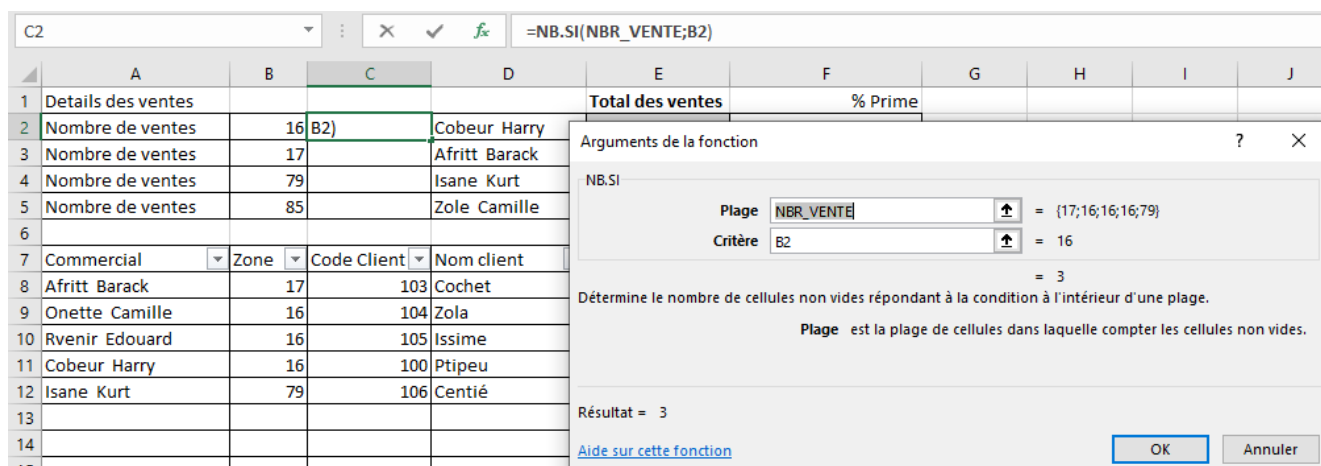 C2 =NB.SI(NBR_VENTE;B2)
A B C D E F G H I J
1 Details des ventes Total des ventes % Prime
2 Nombre de ventes 16 B2) Cobeur Harry
3 Nombre de ventes 17 Afritt Barack
4 Nombre de ventes 79 Isane Kurt
5 Nombre de ventes 85 Zole Camille
6
7 Commercial Zone Code Client Nom client
8 Afritt Barack 17 103 Cochet
9 Onette Camille 16 104 Zola
10 Rvenir Edouard 16 105 Issime
11 Cobeur Harry 16 100 Ptipeu
12 Isane Kurt 79 106 Centié
13
14
Arguments de la fonction ?
NB.SI
Plage NBR_VENTE = {17;16;16;16;79}
Critère B2 = 16
= 3
Détermine le nombre de cellules non vides répondant à la condition à l'intérieur d'une plage.
Plage est la plage de cellules dans laquelle compter les cellules non vides.
Résultat = 3
Aide sur cette fonction OK Annuler